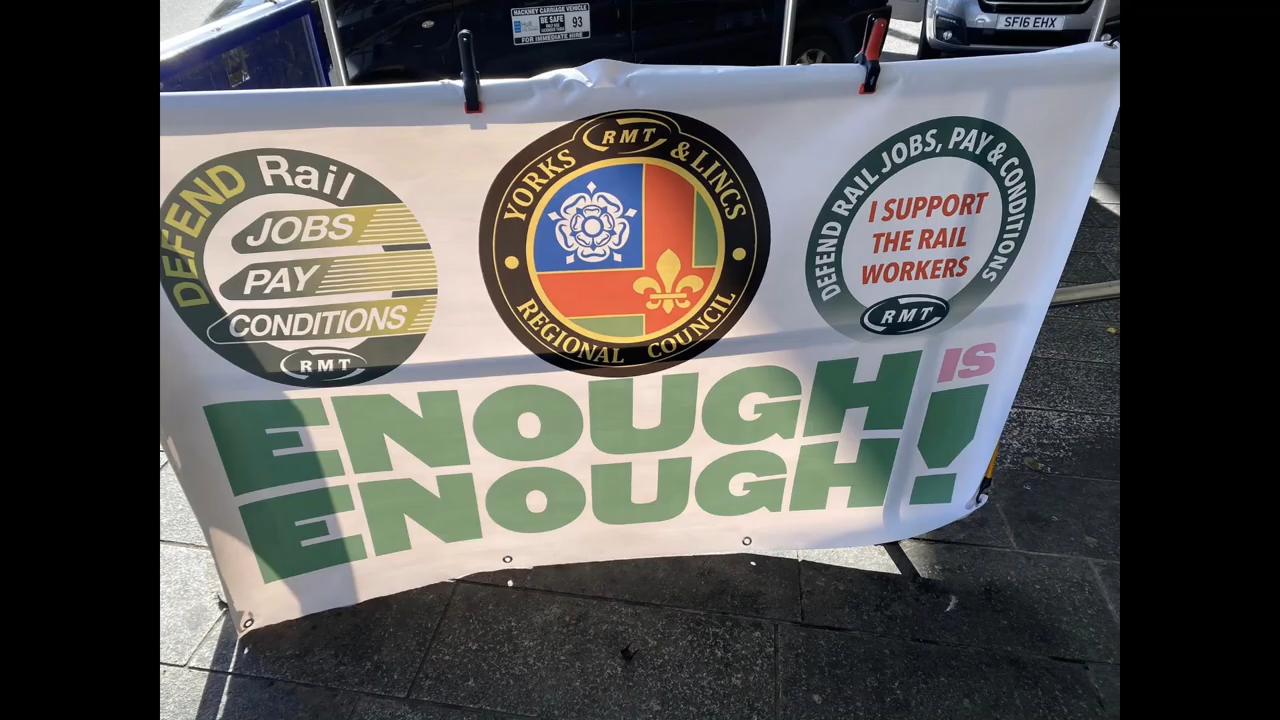 HACKNEY CARRIAGE VEHICLE
BE SAFE
93
FOR IMMEDIATE HIRE
SF16 EHX
DEFEND Rail
JOBS
PAY
CONDITIONS
RMT
RMT
YORKS & LINCS
REGIONAL COUNCIL
DEFEND RAIL JOBS, PAY & CONDITIONS
I SUPPORT
THE RAIL
WORKERS
RMT
ENOUGH IS
ENOUGH!